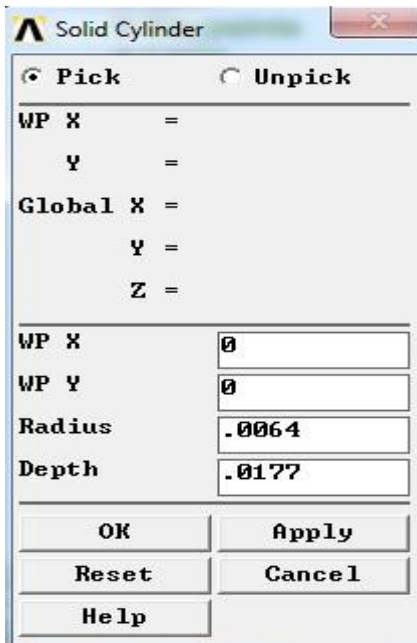 Solid Cylinder
Pick Unpick
WP X =
Y =
Global X =
Y =
Z =
WP X 0
WP Y 0
Radius .0064
Depth .0177
OK Apply
Reset Cancel
Help